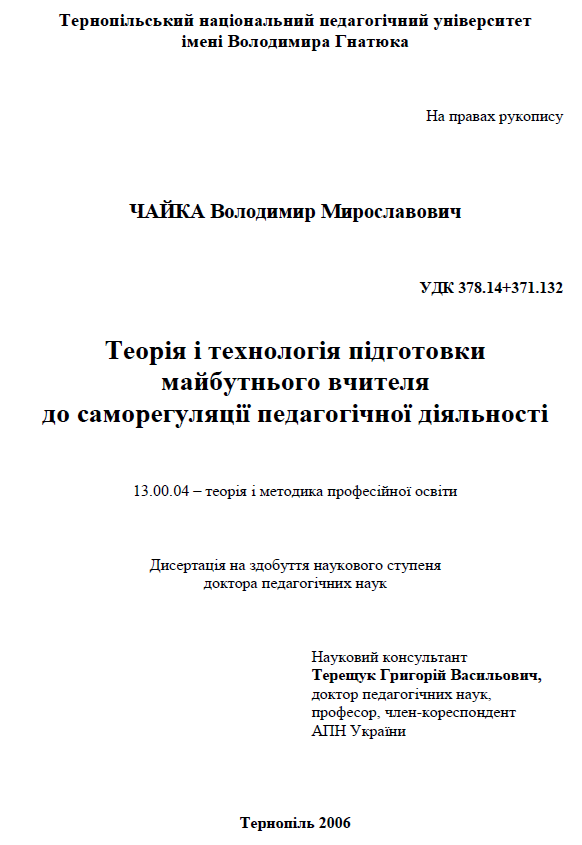 Тернопільський національний педагогічний університет
імені Володимира Гнатюка
На правах рукопису
ЧАЙКА Володимир Мирославович
УДК 378.14+371.132
Теорія і технологія підготовки
майбутнього вчителя
до саморегуляції педагогічної діяльності
13.00.04 – теорія і методика професійної освіти
Дисертація на здобуття наукового ступеня
доктора педагогічних наук
Науковий консультант
Терещук Григорій Васильович,
доктор педагогічних наук,
професор, член-кореспондент
АПН України
Тернопіль 2006